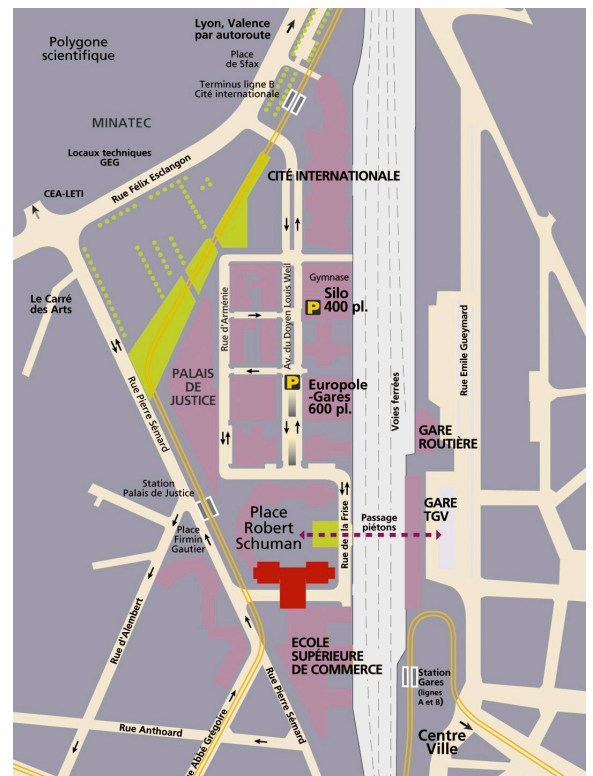 Lyon, Valence
par autoroute
Polygone
scientifique
Place
de Sfax
Terminus ligne B
Cité internationale
MINATEC
Locaux techniques
GEG
Rue Félix Esclangon
CITÉ INTERNATIONALE
CEA-LETI
Gymnase
Silo
P 400 pl.
Le Carré
des Arts
Rue d'Arménie
Av. du Doyen Louis Weil
Rue Emile Gueymard
Voies ferrées
PALAIS
DE
JUSTICE
P Europole
-Gares
600 pl.
Rue Pierre Sémard
GARE
ROUTIÈRE
Station
Palais de Justice
GARE
TGV
Place
Robert
Schuman
Rue de la Frise
Passage
piétons
Place
Firmin
Gautier
Rue d'Alembert
ECOLE
SUPÉRIEURE
DE COMMERCE
Station
Gares
(lignes
A et B)
Rue Pierre Sémard
Rue Anthoard
Centre
Ville
e Abbé Grégoire